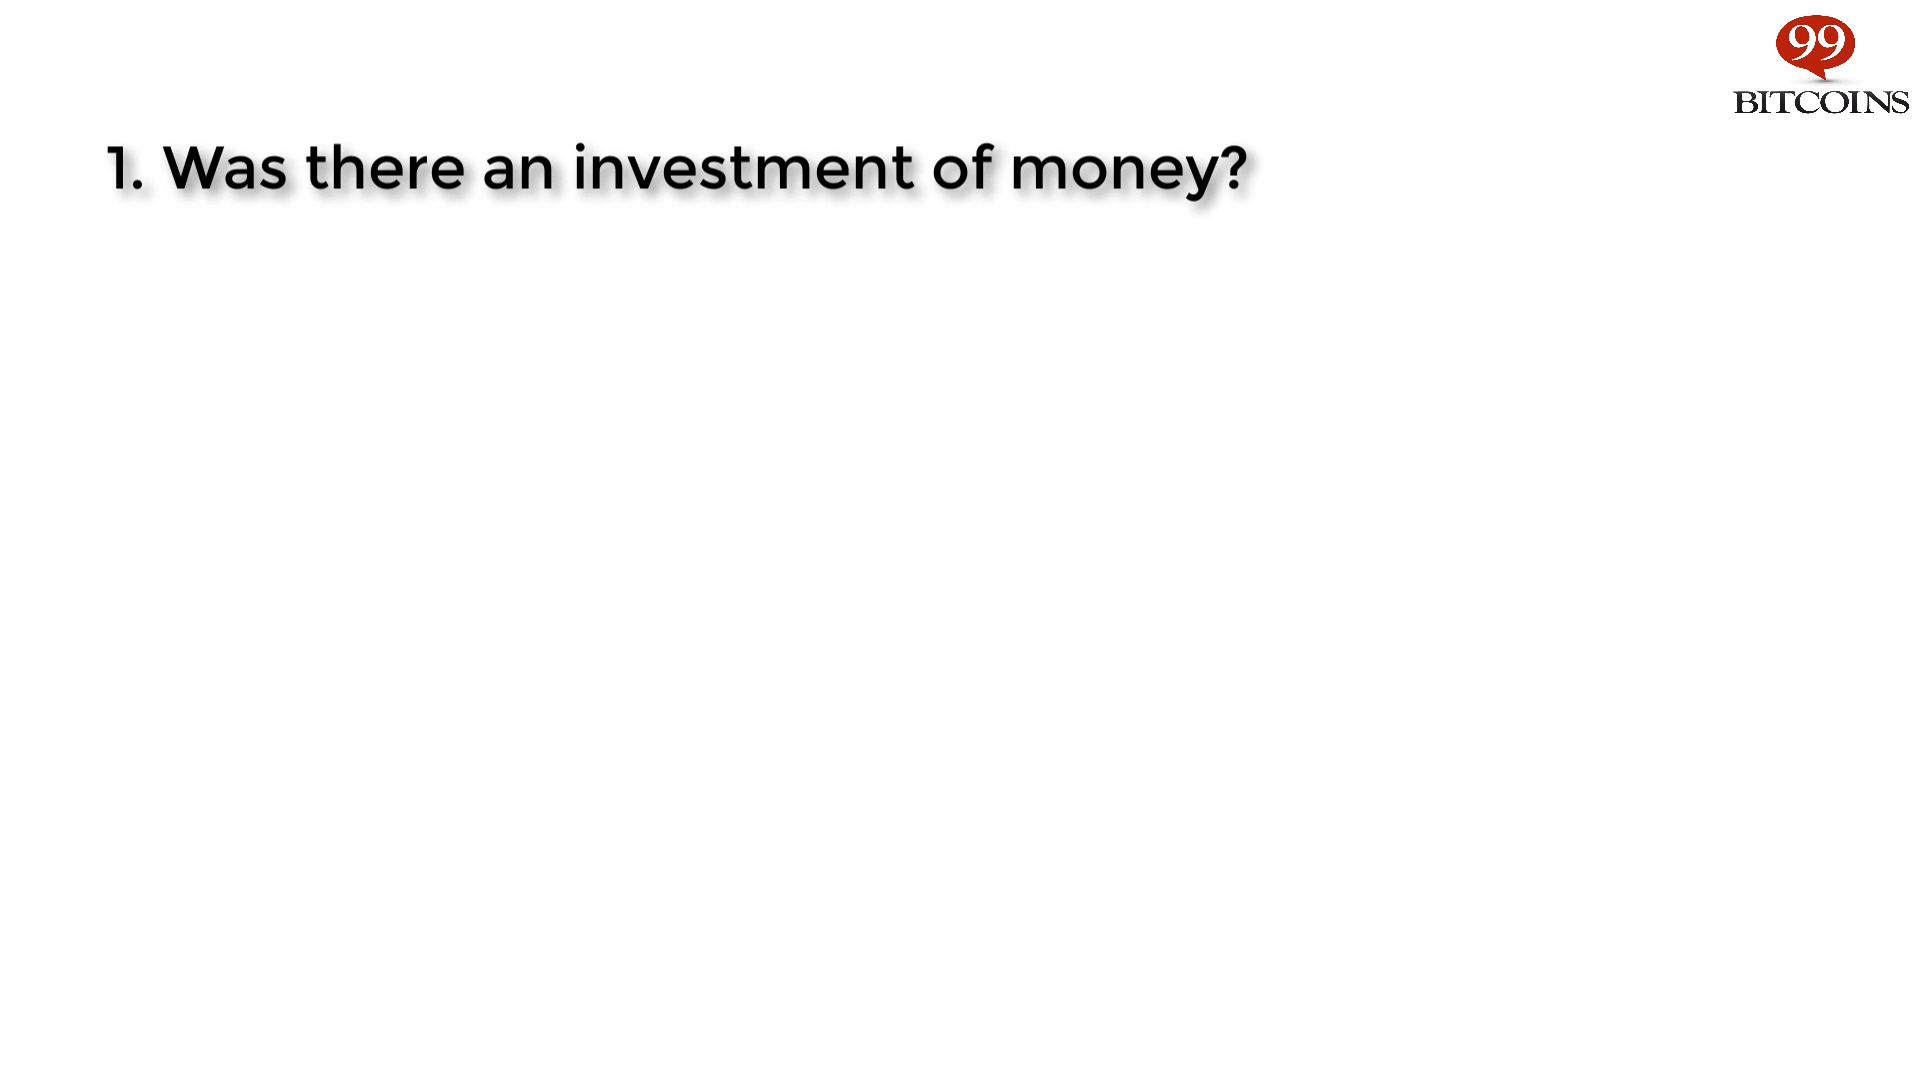 99
BITCOINS
1. Was there an investment of money?